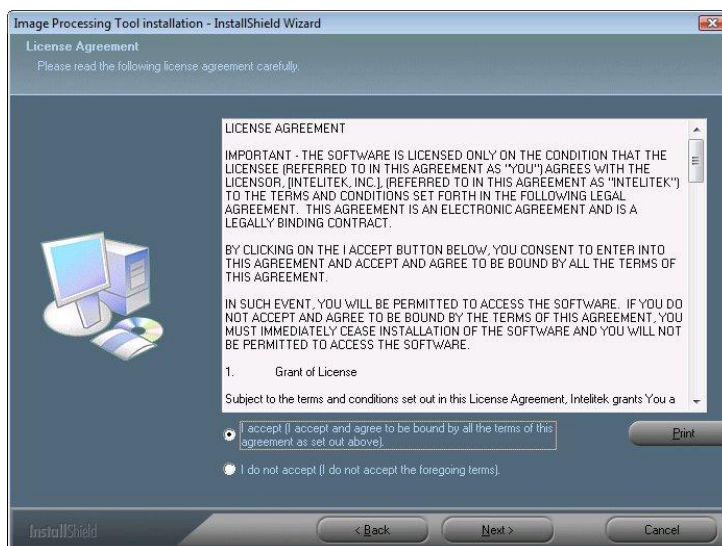 Image Processing Tool installation - InstallShield Wizard
License Agreement
Please read the following license agreement carefully.
LICENSE AGREEMENT
IMPORTANT - THE SOFTWARE IS LICENSED ONLY ON THE CONDITION THAT THE
LICENSEE (REFERRED TO IN THIS AGREEMENT AS "YOU") AGREES WITH THE
LICENSOR, [INTELITEK, INC.], (REFERRED TO IN THIS AGREEMENT AS "INTELITEK")
TO THE TERMS AND CONDITIONS SET FORTH IN THE FOLLOWING LEGAL
AGREEMENT. THIS AGREEMENT IS AN ELECTRONIC AGREEMENT AND IS A
LEGALLY BINDING CONTRACT.
BY CLICKING ON THE I ACCEPT BUTTON BELOW, YOU CONSENT TO ENTER INTO
THIS AGREEMENT AND ACCEPT AND AGREE TO BE BOUND BY ALL THE TERMS OF
THIS AGREEMENT.
IN SUCH EVENT, YOU WILL BE PERMITTED TO ACCESS THE SOFTWARE. IF YOU DO
NOT ACCEPT AND AGREE TO BE BOUND BY THE TERMS OF THIS AGREEMENT, YOU
MUST IMMEDIATELY CEASE INSTALLATION OF THE SOFTWARE AND YOU WILL NOT
BE PERMITTED TO ACCESS THE SOFTWARE.
1. Grant of License
Subject to the terms and conditions set out in this License Agreement, Intelitek grants You a
I accept (I accept and agree to be bound by all the terms of this
agreement as set out above).
Print
I do not accept (I do not accept the foregoing terms).
InstallShield
< Back
Next >
Cancel